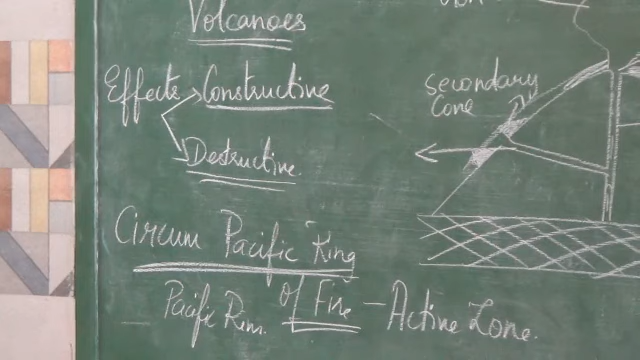 Volcanoes
Effects Constructive
Destructive.
Secondary
Cone
Circum Pacific "Ring
of Fire - Active Zone.
Pacific Rim.